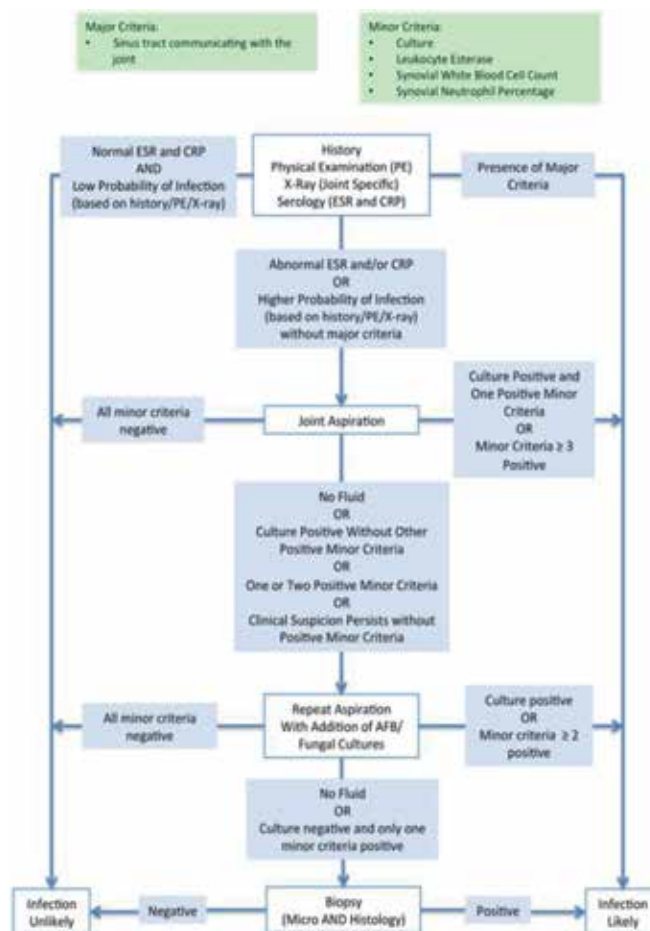 Major Criteria:
• Sinus tract communicating with the
joint
Minor Criteria:
• Culture
• Leukocyte Esterase
• Synovial White Blood Cell Count
• Synovial Neutrophil Percentage
Normal ESR and CRP
AND
Low Probability of Infection
(based on history/PE/X-ray)
History
Physical Examination (PE)
X-Ray (Joint Specific)
Serology (ESR and CRP)
Presence of Major
Criteria
Abnormal ESR and/or CRP
OR
Higher Probability of Infection
(based on history/PE/X-ray)
without major criteria
All minor criteria
negative
Joint Aspiration
Culture Positive and
One Positive Minor
Criteria
OR
Minor Criteria ≥ 3
Positive
No Fluid
OR
Culture Positive Without Other
Positive Minor Criteria
OR
One or Two Positive Minor Criteria
OR
Clinical Suspicion Persists without
Positive Minor Criteria
All minor criteria
negative
Repeat Aspiration
With Addition of AFB/
Fungal Cultures
Culture positive
OR
Minor criteria ≥ 2
positive
No Fluid
OR
Culture negative and only one
minor criteria positive
Infection
Unlikely
Negative
Biopsy
(Micro AND Histology)
Positive
Infection
Likely